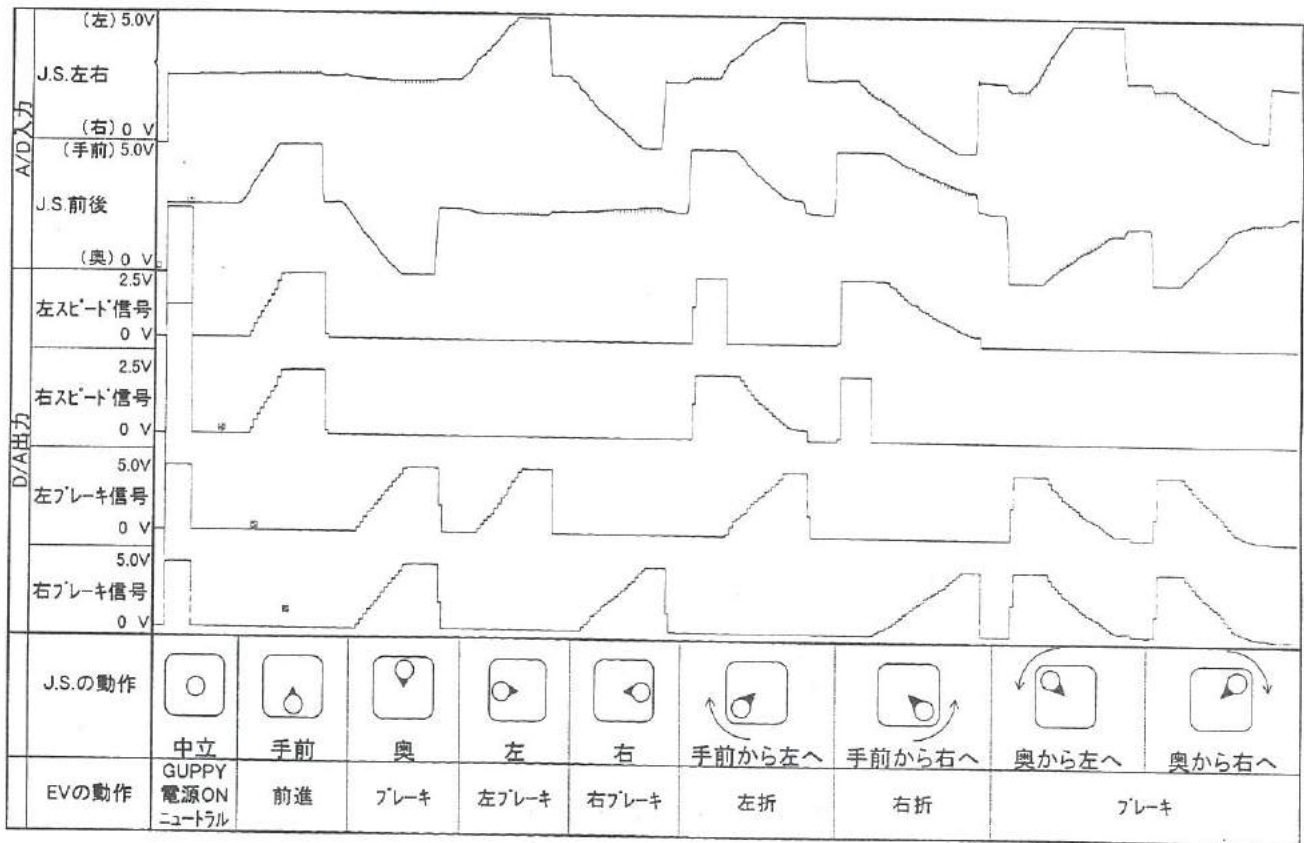 A/D入力
(左) 5.0V
J.S.左右
(右) 0 V
(手前) 5.0V
J.S.前後
(奥) 0 V
D/A出力
2.5V
左スピード信号
0 V
2.5V
右スピード信号
0 V
5.0V
左ブレーキ信号
0 V
5.0V
右ブレーキ信号
0 V
J.S.の動作
中立
手前
奥
左
右
手前から左へ
手前から右へ
奥から左へ
奥から右へ
EVの動作
GUPPY
電源ON
ニュートラル
前進
ブレーキ
左ブレーキ
右ブレーキ
左折
右折
ブレーキ